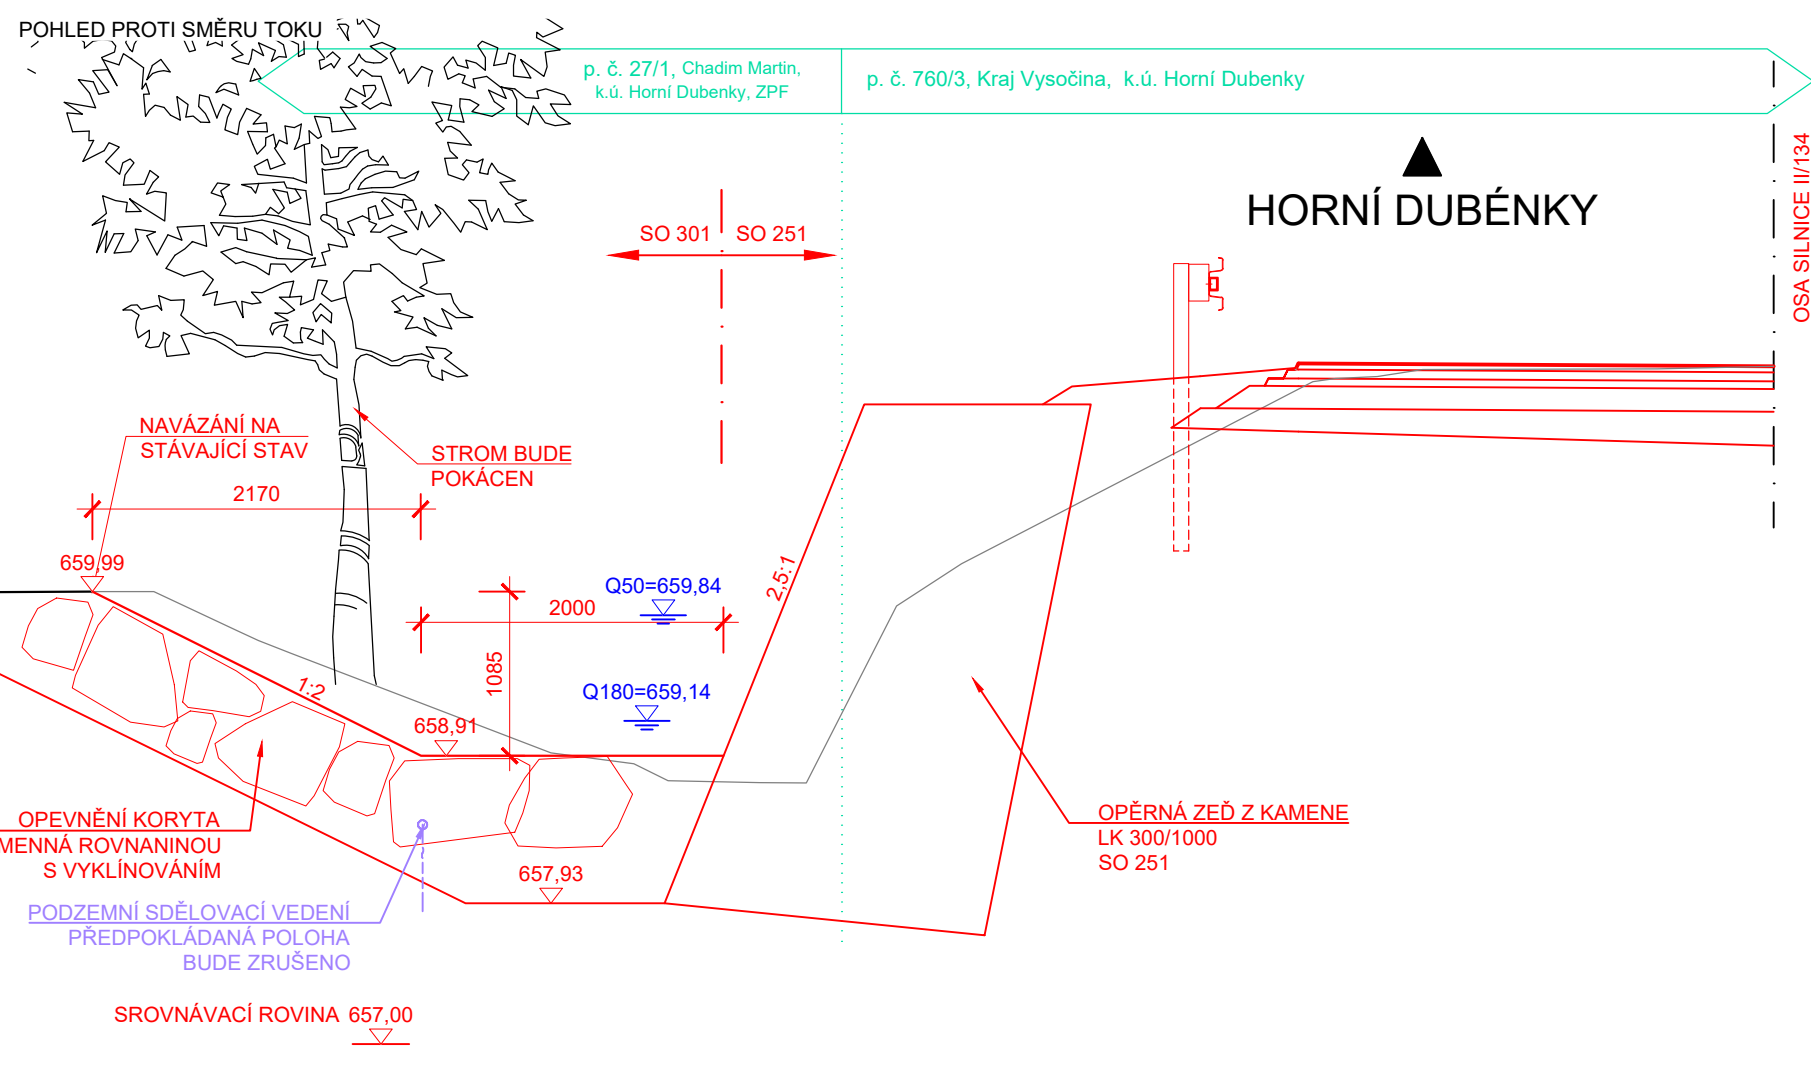 POHLED PROTI SMĚRU TOKU
p. č. 27/1, Chadim Martin,
k.ú. Horní Dubenky, ZPF
p. č. 760/3, Kraj Vysočina, k.ú. Horní Dubenky
OSA SILNICE II/134
HORNÍ DUBÉNKY
SO 301
SO 251
NAVÁZÁNÍ NA
STÁVAJÍCÍ STAV
STROM BUDE
POKÁCEN
2170
659,99
Q50=659,84
2000
2,5:1
1085
1:2
Q180=659,14
658,91
OPEVNĚNÍ KORYTA
MENNÁ ROVNANINOU
S VYKLÍNOVÁNÍM
657,93
OPĚRNÁ ZEĎ Z KAMENE
LK 300/1000
SO 251
PODZEMNÍ SDĚLOVACÍ VEDENÍ
PŘEDPOKLÁDANÁ POLOHA
BUDE ZRUŠENO
SROVNÁVACÍ ROVINA 657,00